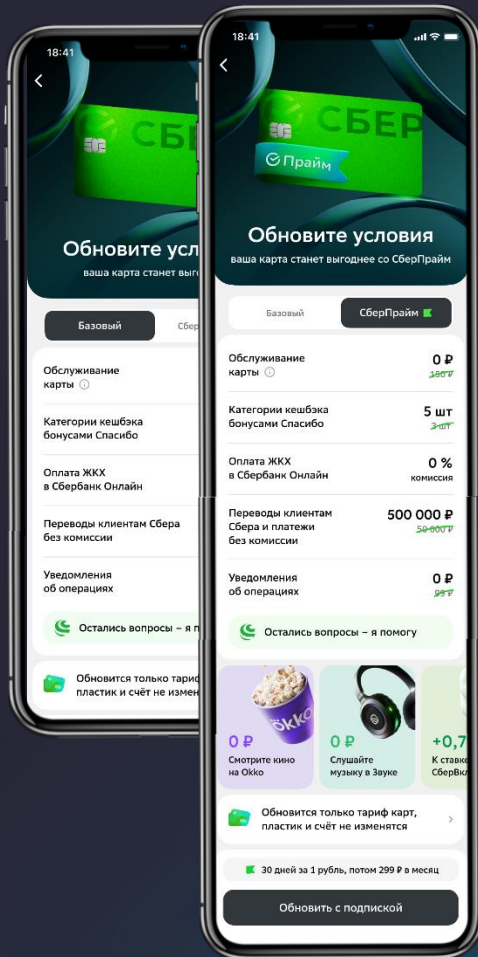 18:41
СБЕ
Обновите усл
ваша карта станет выго
Базовый
Сбер
Обслуживание
карты
Категории кешбэка
бонусами Спасибо
Оплата ЖКХ
в Сбербанк Онлайн
Переводы клиентам Сбера
без комиссии
Уведомления
об операциях
Остались вопросы – я п
Обновится только тариф
пластик и счёт не измен
18:41
СБЕР
Прайм
Обновите условия
ваша карта станет выгоднее со СберПрайм
Базовый
СберПрайм
Обслуживание
карты
0 ₽
150 ₽
Категории кешбэка
бонусами Спасибо
5 шт
3 шт
Оплата ЖКХ
в Сбербанк Онлайн
0 %
комиссия
Переводы клиентам
Сбера и платежи
без комиссии
500 000 ₽
50 000 ₽
Уведомления
об операциях
0 ₽
99 ₽
Остались вопросы – я помогу
okko
0 ₽
Смотрите кино
на Okko
0 ₽
Слушайте
музыку в Звуке
+0,7
К ставке
СберВкл
Обновится только тариф карт,
пластик и счёт не изменятся
30 дней за 1 рубль, потом 299 ₽ в месяц
Обновить с подпиской